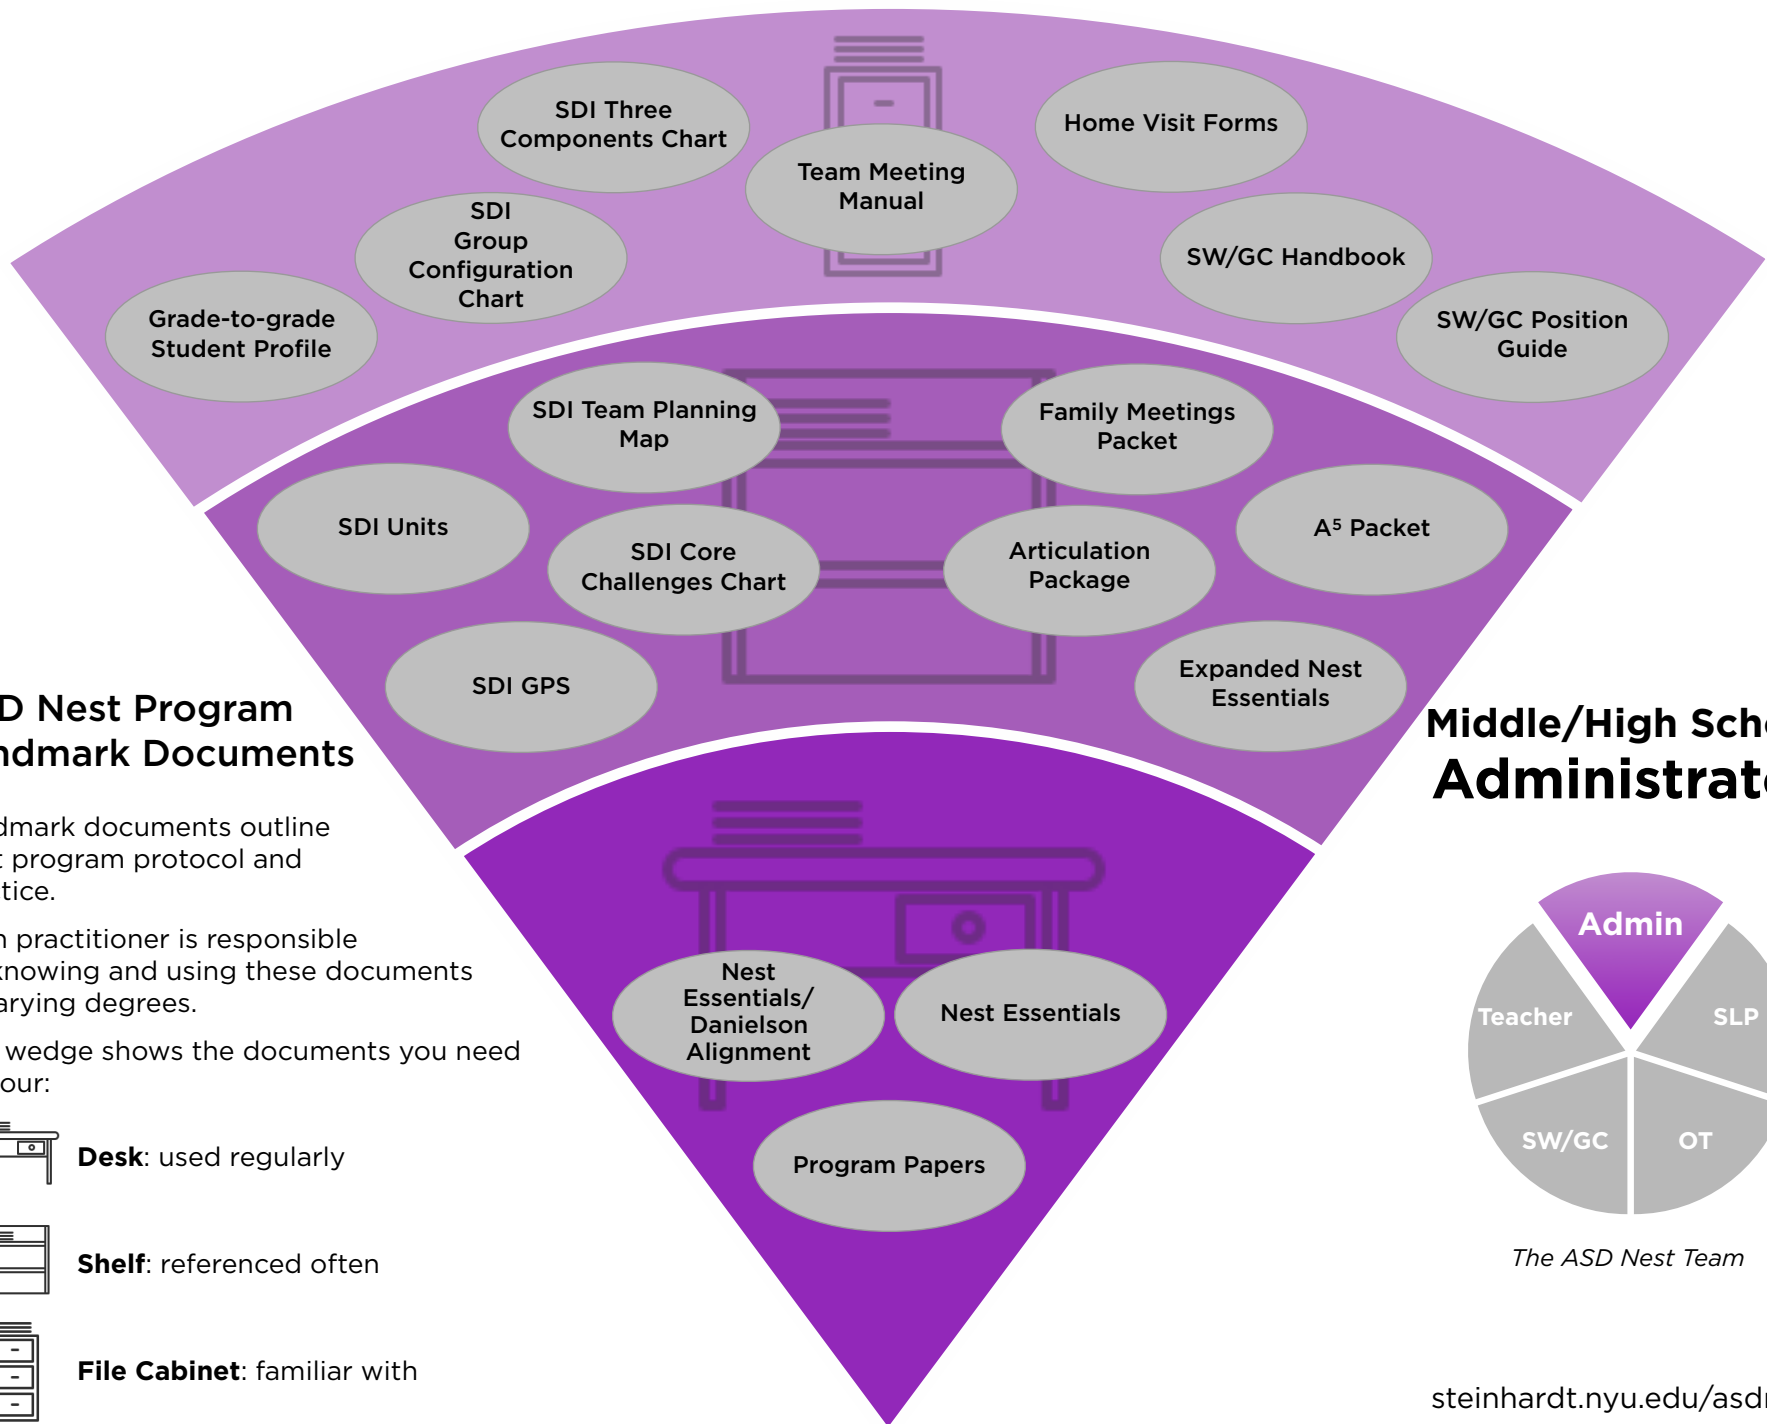 SDI Three
Components Chart
Home Visit Forms
Team Meeting
Manual
SDI
Group
Configuration
Chart
SW/GC Handbook
Grade-to-grade
Student Profile
SW/GC Position
Guide
SDI Team Planning
Map
Family Meetings
Packet
SDI Units
A⁵ Packet
SDI Core
Challenges Chart
Articulation
Package
SDI GPS
Expanded Nest
Essentials
Nest
Essentials/
Danielson
Alignment
Nest Essentials
Program Papers
D Nest Program
ndmark Documents
dmark documents outline
t program protocol and
tice.
n practitioner is responsible
knowing and using these documents
arying degrees.
wedge shows the documents you need
our:
Desk: used regularly
Shelf: referenced often
File Cabinet: familiar with
Middle/High Scho
Administrato
Admin
Teacher
SLP
SW/GC
OT
The ASD Nest Team
steinhardt.nyu.edu/asdn